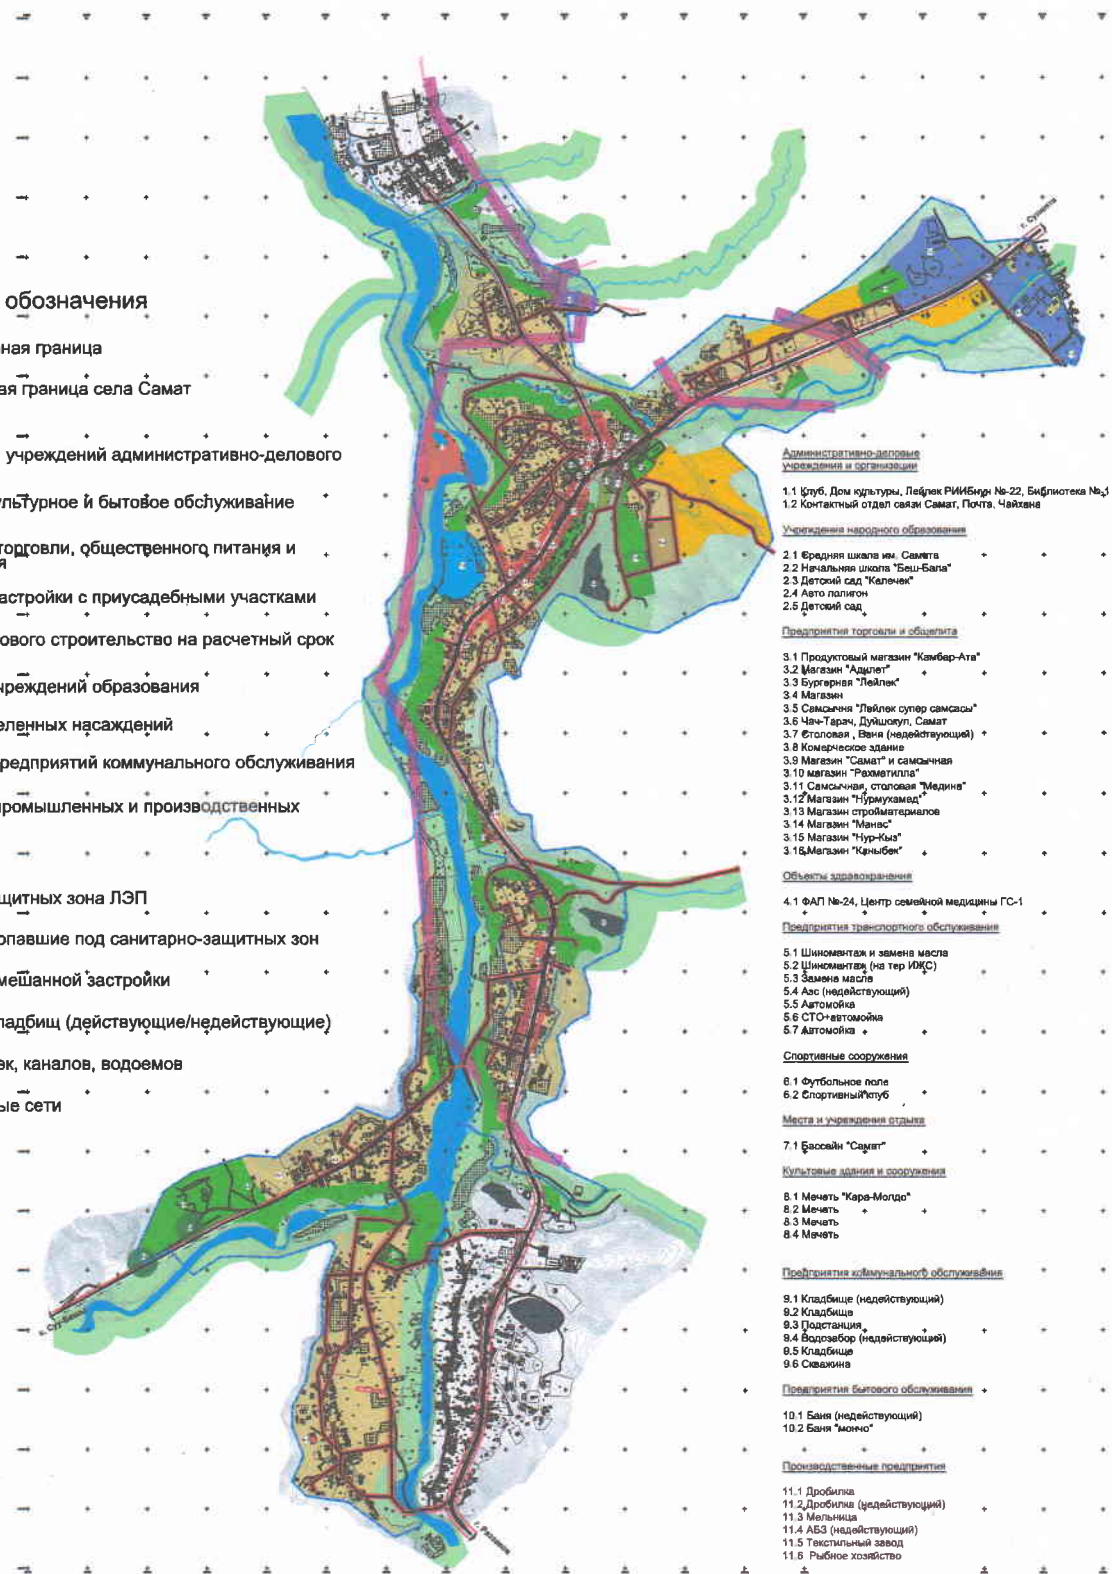 обозначения
ная граница
ая граница села Самат
учреждений административно-делового
ультурное и бытовое обслуживание
торговли, общественного питания и
я
астройки с приусадебными участками
ового строительство на расчетный срок
чреждений образования
еленных насаждений
редприятий коммунального обслуживания
промышленных и производственных
щитных зона ЛЭП
опавшие под санитарно-защитных зон
мешанной застройки
ладбищ (действующие/недействующие)
ек, каналов, водоемов
ые сети
г. Сулюкта
Административно-деловые
учреждения и организации
1.1 Клуб, Дом культуры, Лейлек РИИБнун №-22, Библиотека №-1
1.2 Контактный отдел связи Самат, Почта, Чайхана
Учреждения народного образования
2.1 Средняя школа им. Самата
2.2 Начальная школа "Беш-Бала"
2.3 Детский сад "Келечек"
2.4 Авто полигон
2.5 Детский сад
Предприятия торговли и общепита
3.1 Продуктовый магазин "Камбар-Ата"
3.2 Магазин "Адилет"
3.3 Бургерная "Лейлек"
3.4 Магазин
3.5 Самсычня "Лейлек супер самсасы"
3.6 Чач-Тарач, Дуйшокул, Самат
3.7 Столовая , Баня (недействующий)
3.8 Комерческое здание
3.9 Магазин "Самат" и самсычная
3.10 магазин "Рахматилла"
3.11 Самсычная, столовая "Медина"
3.12 Магазин "Нурмухамед"
3.13 Магазин стройматериалов
3.14 Магазин "Манас"
3.15 Магазин "Нур-Кыз"
3.16 Магазин "Каныбек"
Объекты здравоохранения
4.1 ФАП №-24, Центр семейной медицины ГС-1
Предприятия транспортного обслуживания
5.1 Шиномонтаж и замена масла
5.2 Шиномонтаж (на тер ИЖС)
5.3 Замена масла
5.4 Азс (недействующий)
5.5 Автомойка
5.6 СТО+автомойка
5.7 Автомойка
Спортивные сооружения
6.1 Футбольное поле
6.2 Спортивный клуб
Места и учреждения отдыха
7.1 Бассейн "Самат"
Культовые здания и сооружения
8.1 Мечеть "Кара-Молдо"
8.2 Мечеть
8.3 Мечеть
8.4 Мечеть
Предприятия коммунального обслуживания
9.1 Кладбище (недействующий)
9.2 Кладбище
9.3 Подстанция
9.4 Водозабор (недействующий)
9.5 Кладбище
9.6 Скважина
Предприятия бытового обслуживания
10.1 Баня (недействующий)
10.2 Баня "мончо"
Производственные предприятия
11.1 Дробилка
11.2 Дробилка (недействующий)
11.3 Мельница
11.4 АБЗ (недействующий)
11.5 Текстильный завод
11.6 Рыбное хозяйство